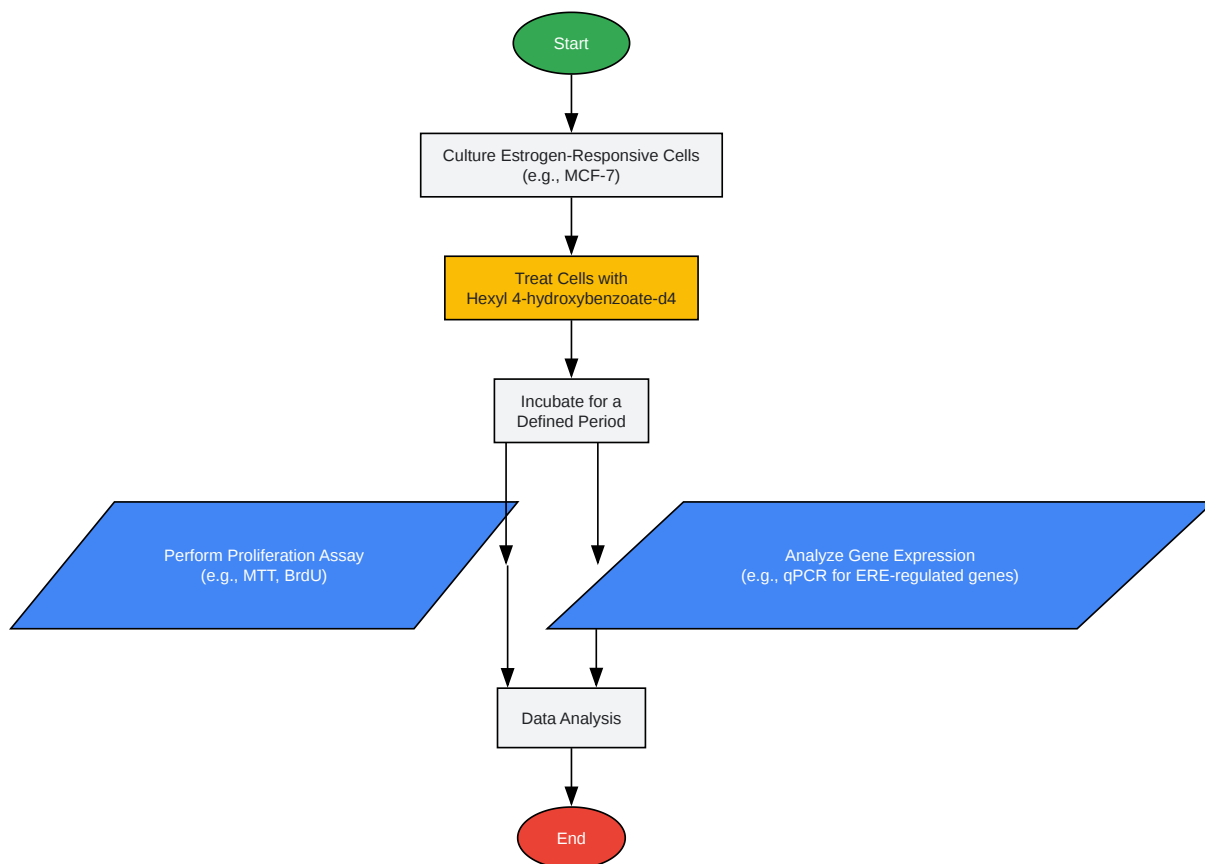 Start
Culture Estrogen-Responsive Cells
(e.g., MCF-7)
Treat Cells with
Hexyl 4-hydroxybenzoate-d4
Incubate for a
Defined Period
Perform Proliferation Assay
(e.g., MTT, BrdU)
Analyze Gene Expression
(e.g., qPCR for ERE-regulated genes)
Data Analysis
End